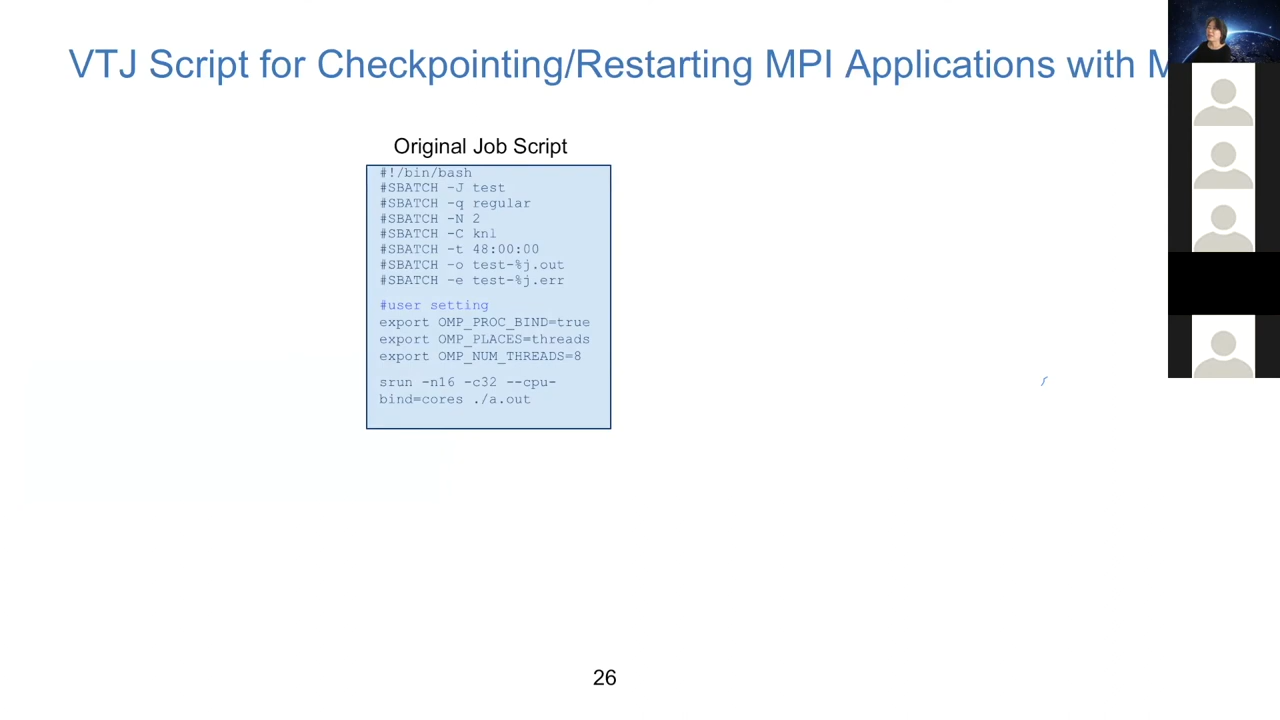 VTJ Script for Checkpointing/Restarting MPI Applications with
Original Job Script
#!/bin/bash
#SBATCH -J test
#SBATCH -q regular
#SBATCH -N 2
#SBATCH -C knl
#SBATCH -t 48:00:00
#SBATCH -o test-%j.out
#SBATCH -e test-%j.err
#user setting
export OMP_PROC_BIND=true
export OMP_PLACES=threads
export OMP_NUM_THREADS=8
srun -n16 -c32 --cpu-
bind=cores ./a.out
26